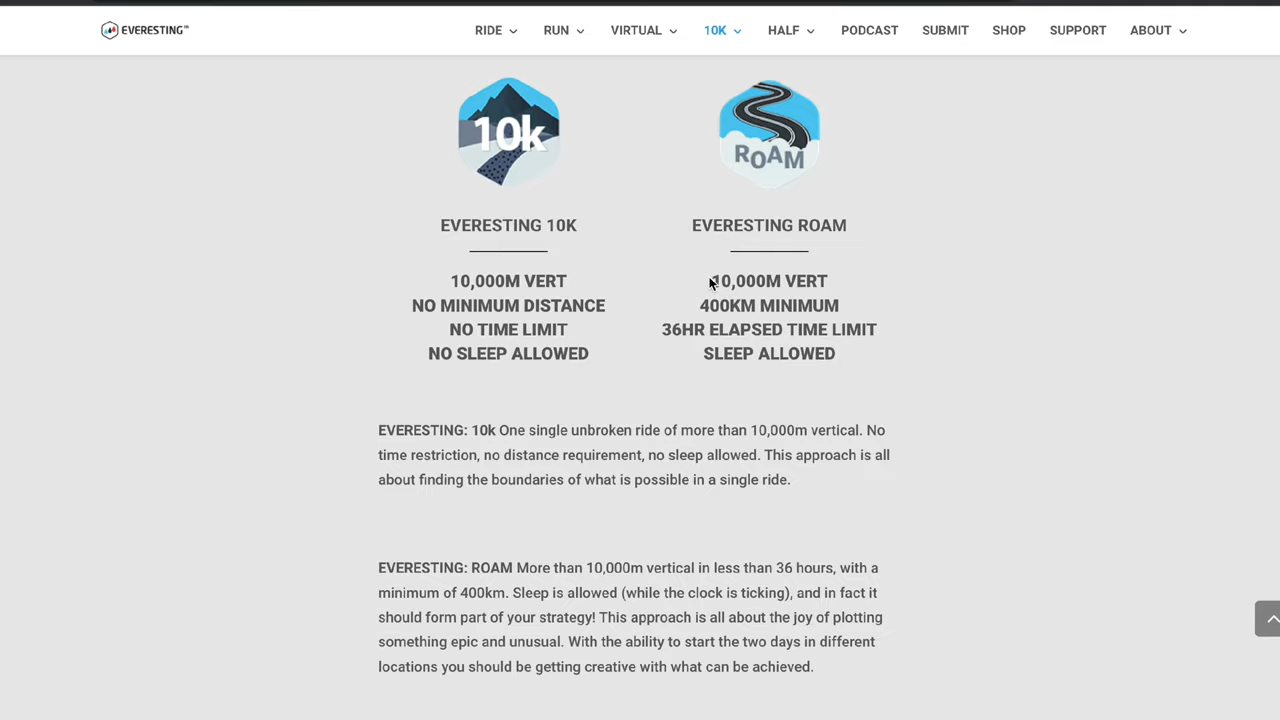 EVERESTING™ RIDE RUN VIRTUAL 10K HALF PODCAST SUBMIT SHOP SUPPORT ABOUT
10k
ROAM
EVERESTING 10K
10,000M VERT
NO MINIMUM DISTANCE
NO TIME LIMIT
NO SLEEP ALLOWED
EVERESTING ROAM
10,000M VERT
400KM MINIMUM
36HR ELAPSED TIME LIMIT
SLEEP ALLOWED
EVERESTING: 10k One single unbroken ride of more than 10,000m vertical. No
time restriction, no distance requirement, no sleep allowed. This approach is all
about finding the boundaries of what is possible in a single ride.
EVERESTING: ROAM More than 10,000m vertical in less than 36 hours, with a
minimum of 400km. Sleep is allowed (while the clock is ticking), and in fact it
should form part of your strategy! This approach is all about the joy of plotting
something epic and unusual. With the ability to start the two days in different
locations you should be getting creative with what can be achieved.